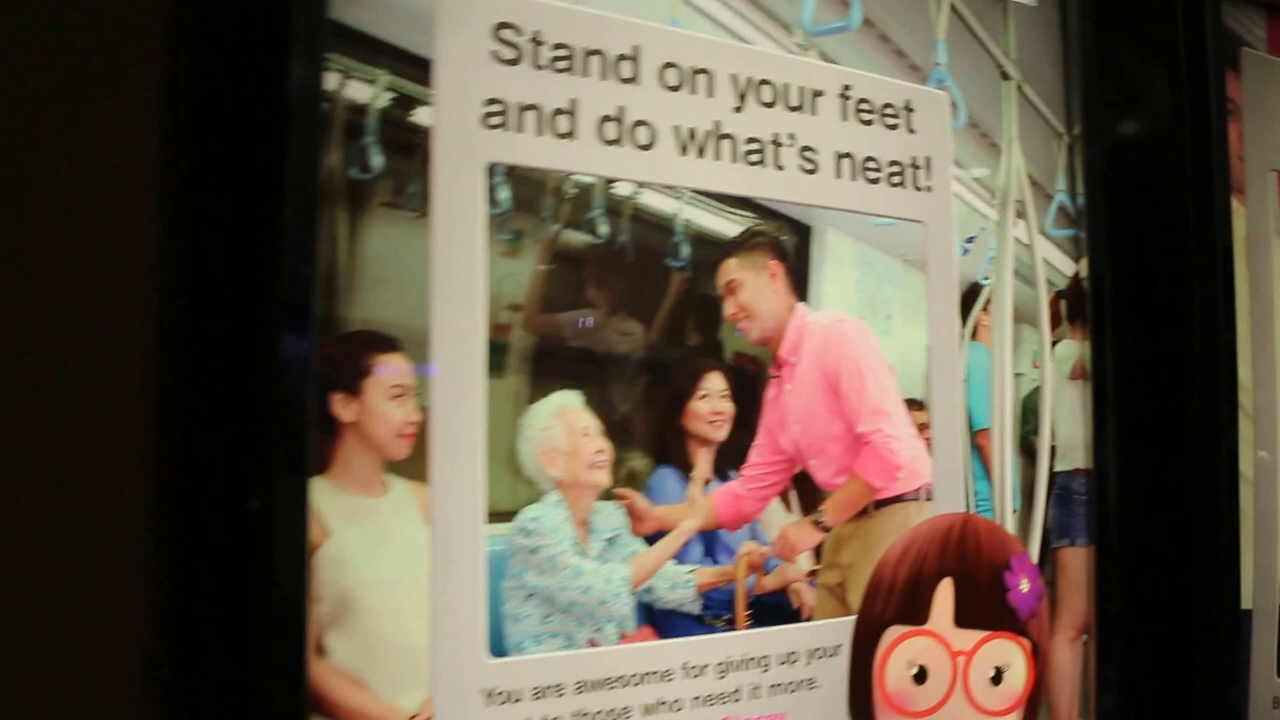 Stand on your feet
and do what's neat!
You are awesome for giving up your
to those who need it more.